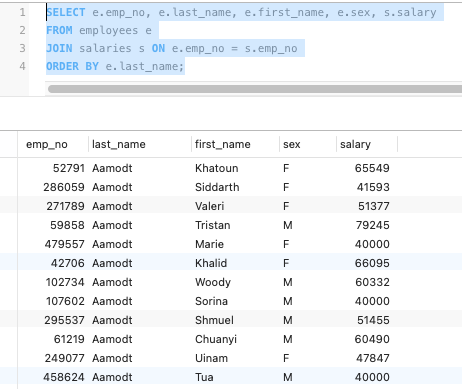 1 SELECT e.emp_no, e.last_name, e.first_name, e.sex, s.salary
2 FROM employees e
3 JOIN salaries s ON e.emp_no = s.emp_no
4 ORDER BY e.last_name;
emp_no last_name first_name sex salary
52791 Aamodt Khatoun F 65549
286059 Aamodt Siddarth F 41593
271789 Aamodt Valeri F 51377
59858 Aamodt Tristan M 79245
479557 Aamodt Marie F 40000
42706 Aamodt Khalid F 66095
102734 Aamodt Woody M 60332
107602 Aamodt Sorina M 40000
295537 Aamodt Shmuel M 51455
61219 Aamodt Chuanyi M 60490
249077 Aamodt Uinam F 47847
458624 Aamodt Tua M 40000